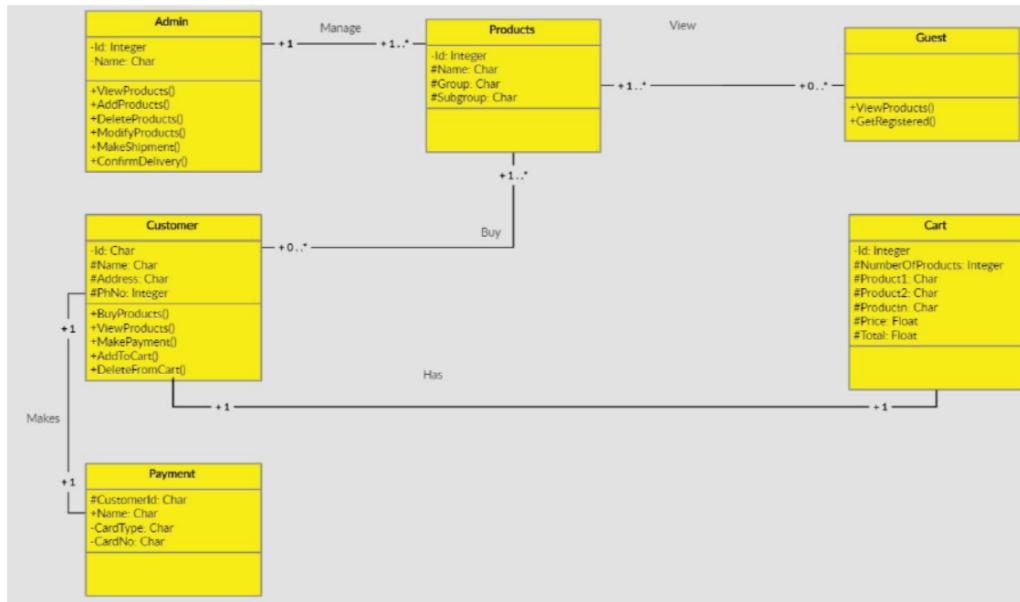 Admin
-Id: Integer
-Name: Char
+ViewProducts()
+AddProducts()
+DeleteProducts()
+ModifyProducts()
+MakeShipment()
+ConfirmDelivery()
Manage
+1
+1..*
Products
-Id: Integer
#Name: Char
#Group: Char
#Subgroup: Char
View
+1..*
+0..*
Guest
+ViewProducts()
+GetRegistered()
+1..*
Buy
+0..*
Customer
-Id: Char
#Name: Char
#Address: Char
#PhNo: Integer
+BuyProducts()
+ViewProducts()
+MakePayment()
+AddToCart()
+DeleteFromCart()
Cart
-Id: Integer
#NumberOfProducts: Integer
#Product1: Char
#Product2: Char
#Productn: Char
#Price: Float
#Total: Float
Has
+1
+1
+1
Makes
+1
Payment
#CustomerId: Char
+Name: Char
-CardType: Char
-CardNo: Char